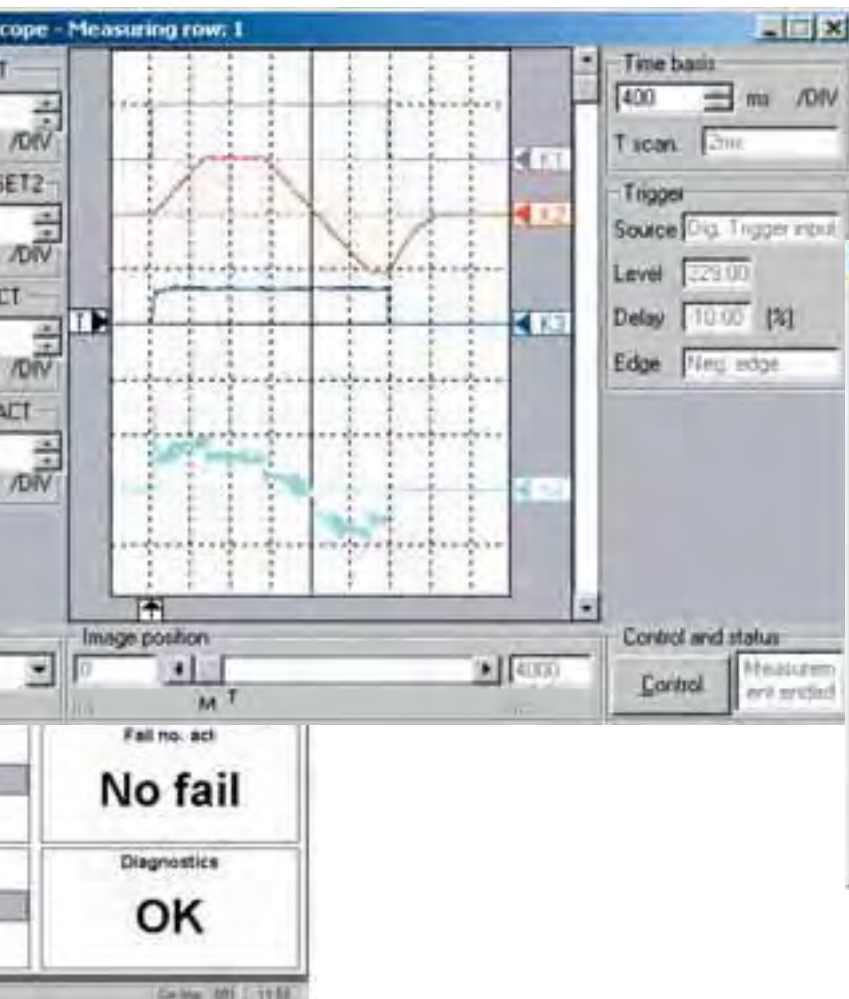 cope - Measuring row: 1
T
/DIV
SET2
/DIV
CT
/DIV
ACT
/DIV
T
K1
K2
K3
Time basis
400 ms /DIV
T scan. 2ms
Trigger
Source Dig. Trigger input
Level 229.00
Delay -10.00 [%]
Edge Neg. edge
Image position
0
4000
M T
Control and status
Control
Measurem
ent ended
Fail no. act
No fail
Diagnostics
OK